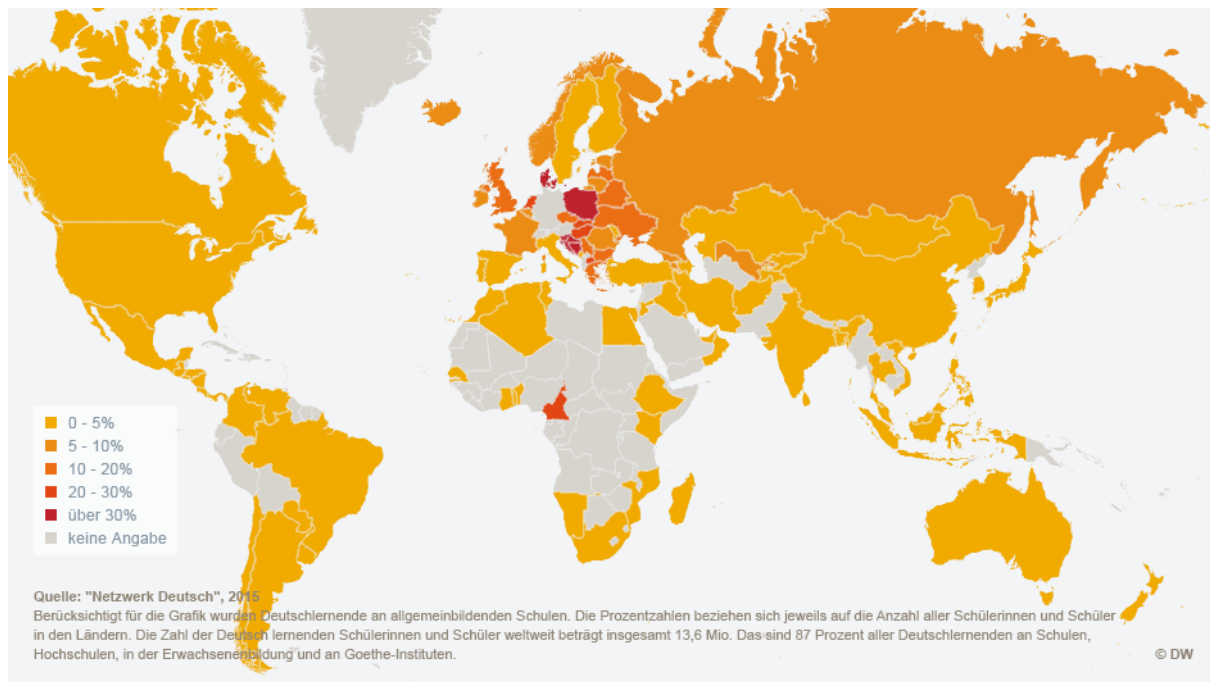 0 - 5%
5 - 10%
10 - 20%
20 - 30%
über 30%
keine Angabe
Quelle: "Netzwerk Deutsch", 2015
Berücksichtigt für die Grafik wurden Deutschlernende an allgemeinbildenden Schulen. Die Prozentzahlen beziehen sich jeweils auf die Anzahl aller Schülerinnen und Schüler
in den Ländern. Die Zahl der Deutsch lernenden Schülerinnen und Schüler weltweit beträgt insgesamt 13,6 Mio. Das sind 87 Prozent aller Deutschlernenden an Schulen,
Hochschulen, in der Erwachsenenbildung und an Goethe-Instituten.
© DW